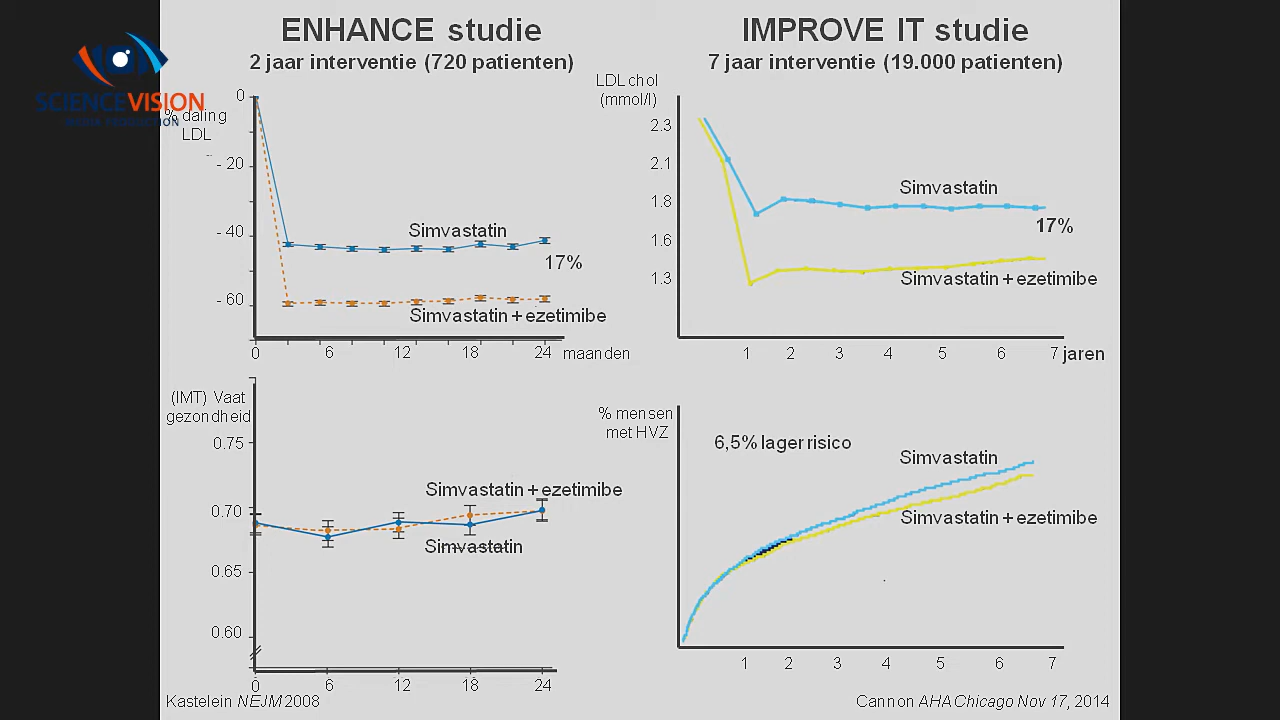 ENHANCE studie
2 jaar interventie (720 patienten)
SCIENCEVISION
% daling
LDL
0
- 20
- 40
- 60
Simvastatin
17%
Simvastatin + ezetimibe
0
6
12
18
24
maanden
IMPROVE IT studie
7 jaar interventie (19.000 patienten)
LDL chol
(mmol/l)
2.3
2.1
1.8
1.6
1.3
Simvastatin
17%
Simvastatin + ezetimibe
1
2
3
4
5
6
7
jaren
(IMT) Vaat
gezondheid
0.75
0.70
0.65
0.60
Simvastatin + ezetimibe
Simvastatin
0
6
12
18
24
Kastelein NEJM 2008
% mensen
met HVZ
6,5% lager risico
Simvastatin
Simvastatin + ezetimibe
1
2
3
4
5
6
7
Cannon AHA Chicago Nov 17, 2014